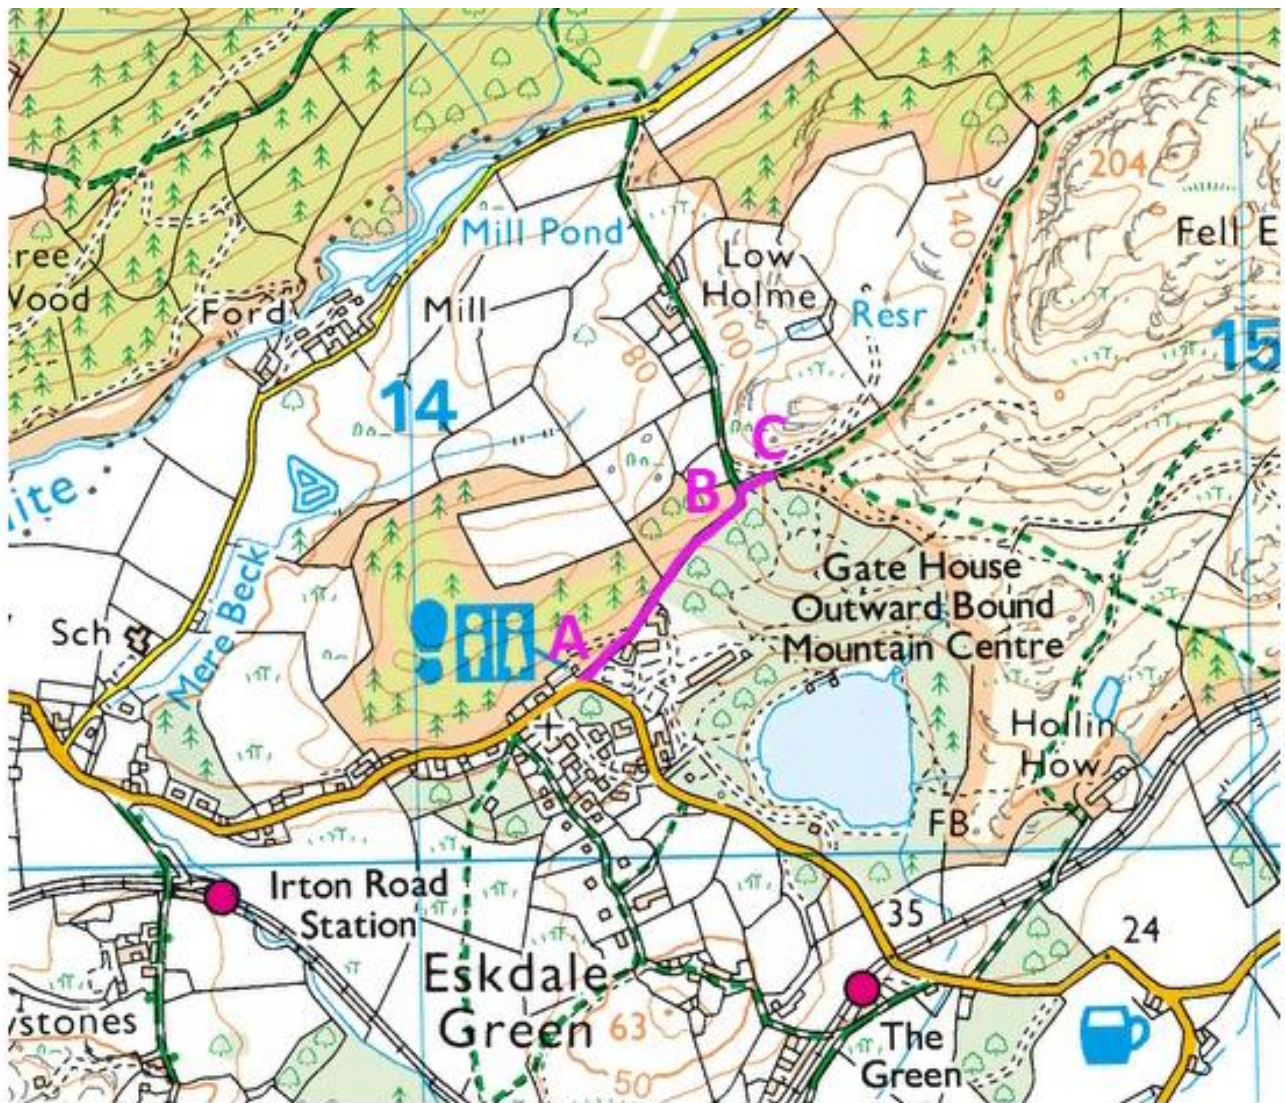 204
140
Fell E
Mill Pond
Low
Holme
ree
Wood
Ford
Mill
Resr
100
80
15
14
C
B
ite
Gate House
Outward Bound
Mountain Centre
A
Sch
Mere Beck
Hollin
How
FB
Irton Road
Station
35
24
Eskdale
Green
63
50
ystones
The
Green